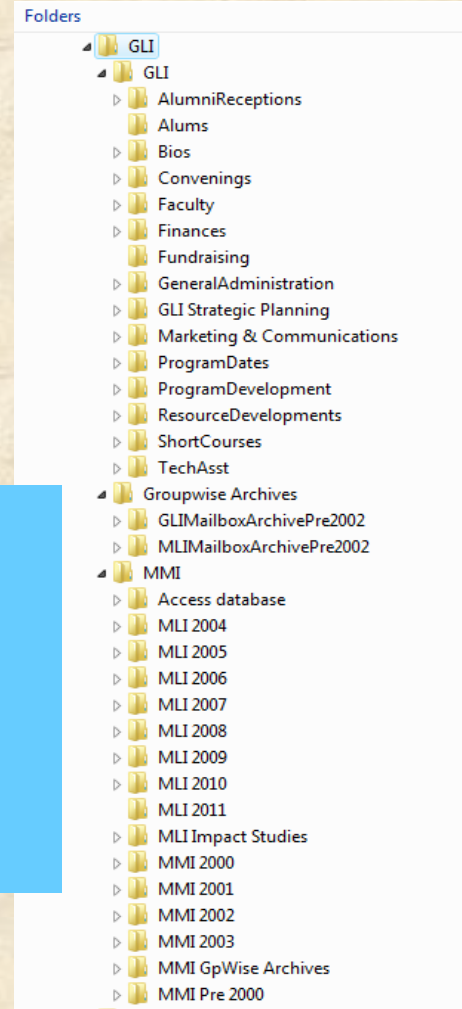 Folders
GLI
GLI
AlumniReceptions
Alums
Bios
Convenings
Faculty
Finances
Fundraising
GeneralAdministration
GLI Strategic Planning
Marketing & Communications
ProgramDates
ProgramDevelopment
ResourceDevelopments
ShortCourses
TechAsst
Groupwise Archives
GLIMailboxArchivePre2002
MLIMailboxArchivePre2002
MMI
Access database
MLI 2004
MLI 2005
MLI 2006
MLI 2007
MLI 2008
MLI 2009
MLI 2010
MLI 2011
MLI Impact Studies
MMI 2000
MMI 2001
MMI 2002
MMI 2003
MMI GpWise Archives
MMI Pre 2000